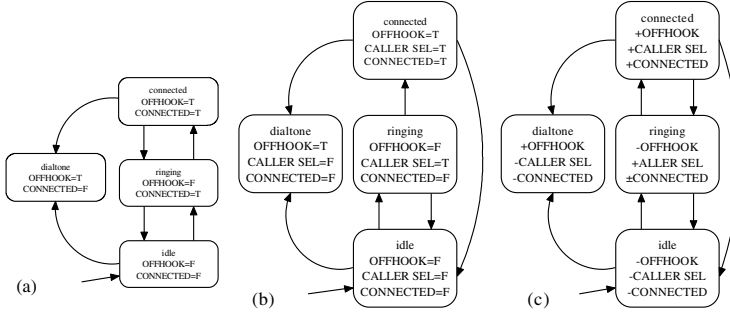 connected
OFFHOOK=T
CONNECTED=T
dialtone
OFFHOOK=T
CONNECTED=F
ringing
OFFHOOK=F
CONNECTED=T
idle
OFFHOOK=F
CONNECTED=F
(a)
connected
OFFHOOK=T
CALLER SEL=T
CONNECTED=T
dialtone
OFFHOOK=T
CALLER SEL=F
CONNECTED=F
ringing
OFFHOOK=F
CALLER SEL=T
CONNECTED=F
idle
OFFHOOK=F
CALLER SEL=F
CONNECTED=F
(b)
connected
+OFFHOOK
+CALLER SEL
+CONNECTED
dialtone
+OFFHOOK
-CALLER SEL
-CONNECTED
ringing
-OFFHOOK
+ALLER SEL
±CONNECTED
idle
-OFFHOOK
-CALLER SEL
-CONNECTED
(c)